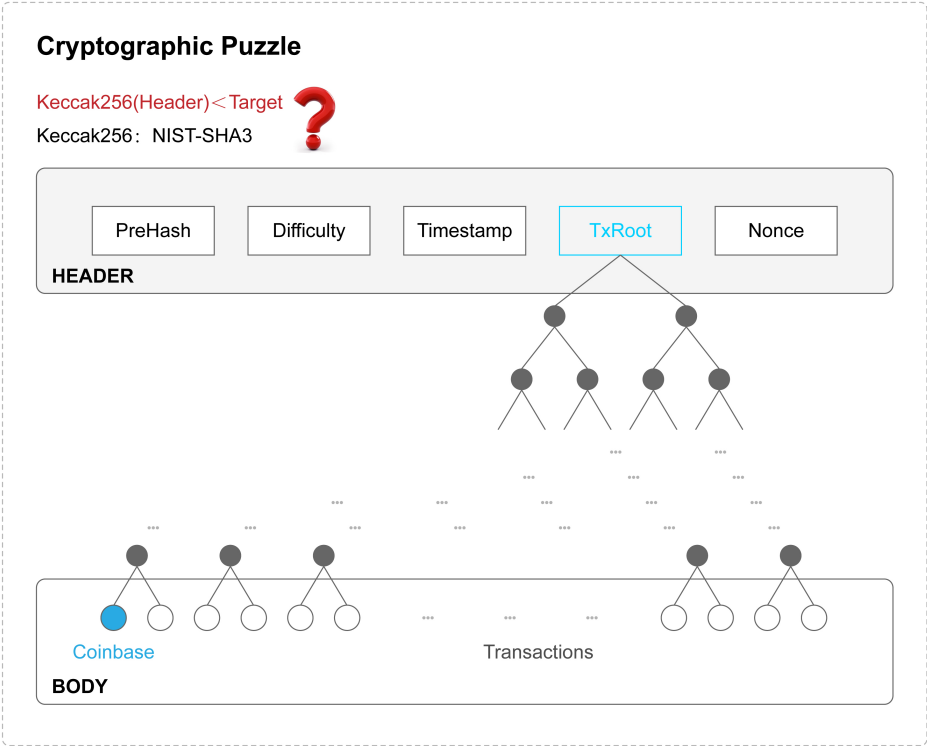 Cryptographic Puzzle
Keccak256(Header)＜Target
Keccak256：NIST-SHA3
PreHash
Difficulty
Timestamp
TxRoot
Nonce
HEADER
Coinbase
Transactions
BODY